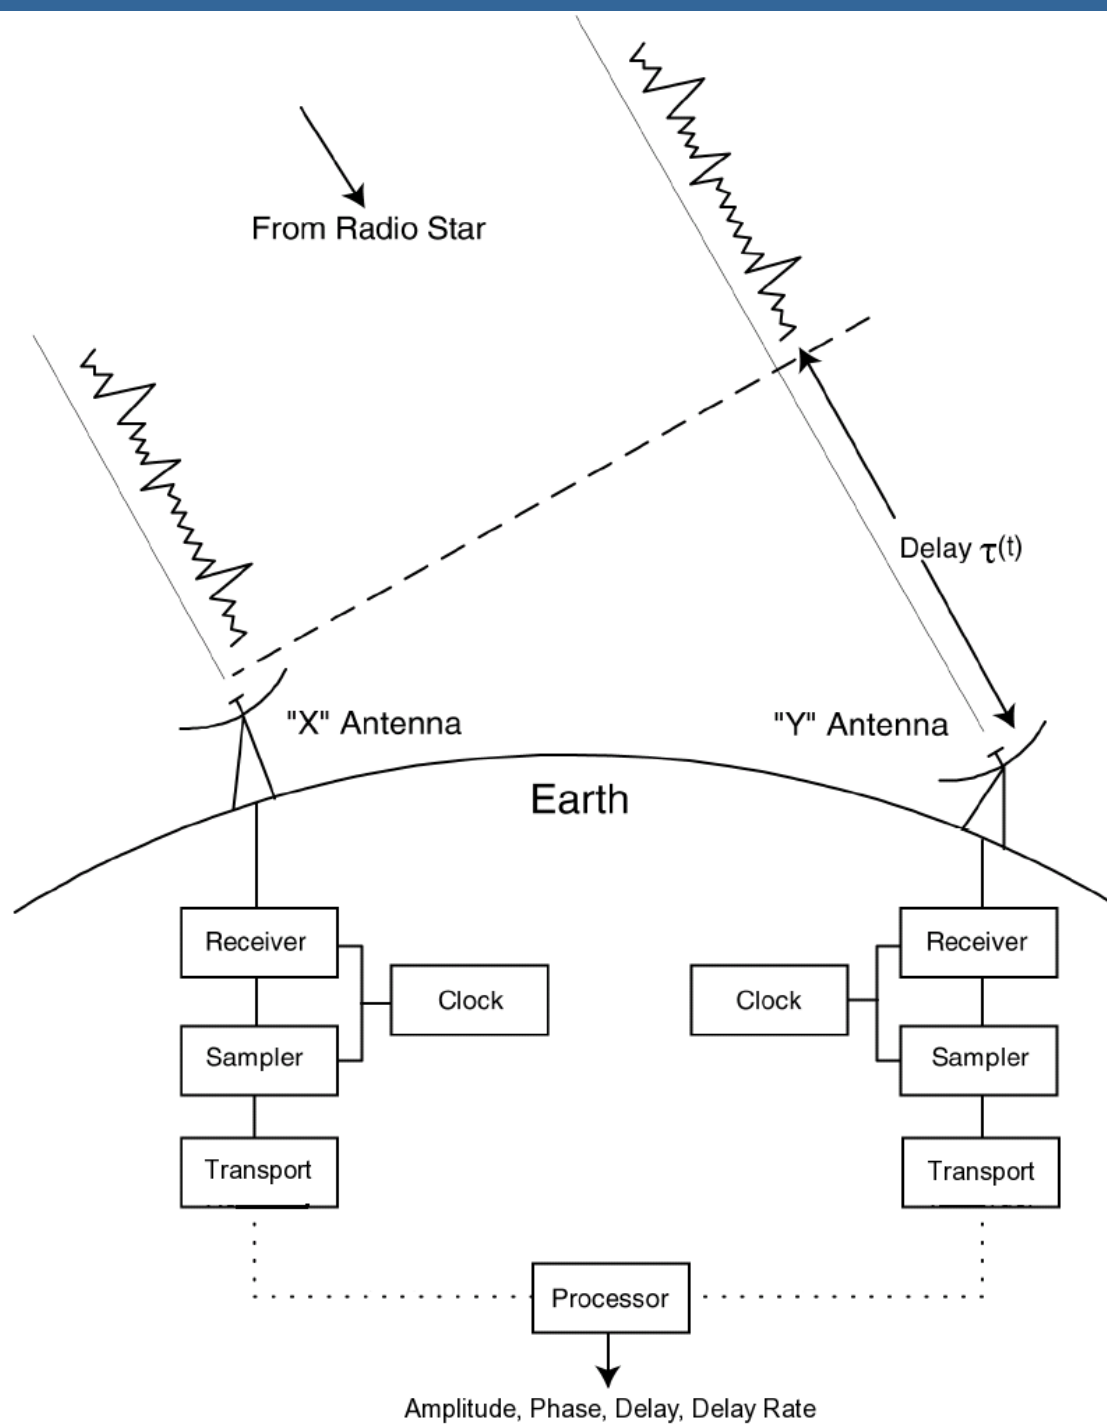 From Radio Star
Delay τ(t)
"X" Antenna
"Y" Antenna
Earth
Receiver
Receiver
Clock
Clock
Sampler
Sampler
Transport
Transport
Processor
Amplitude, Phase, Delay, Delay Rate